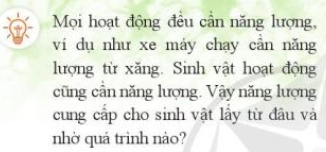 Mọi hoạt động đều cần năng lượng,
ví dụ như xe máy chạy cần năng
lượng từ xăng. Sinh vật hoạt động
cũng cần năng lượng. Vậy năng lượng
cung cấp cho sinh vật lấy từ đâu và
nhờ quá trình nào?